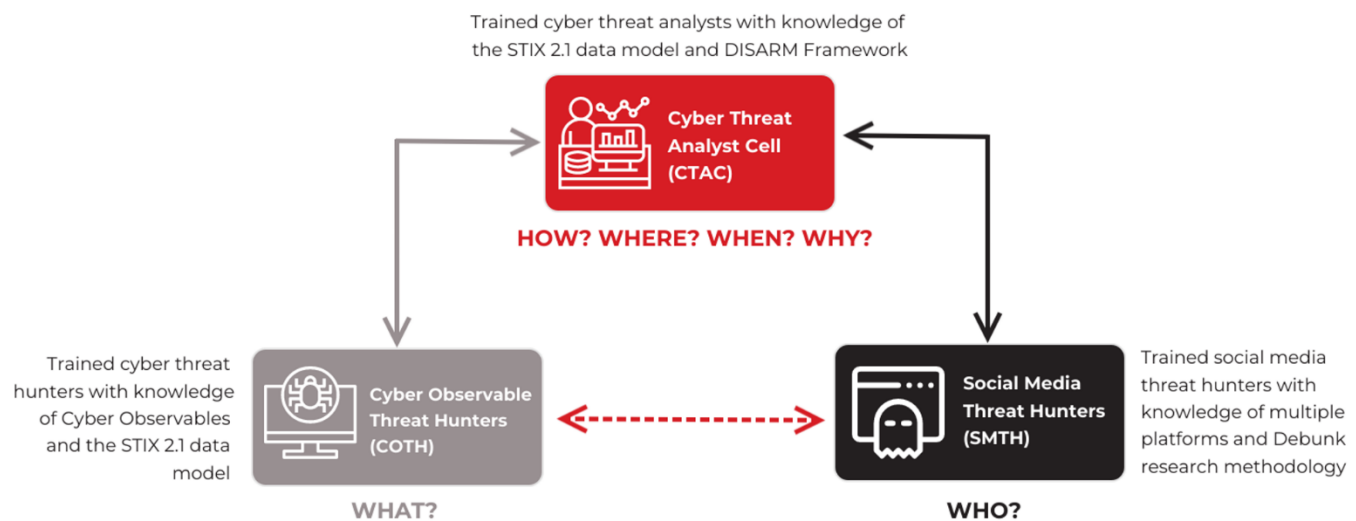 Trained cyber threat analysts with knowledge of
the STIX 2.1 data model and DISARM Framework
Cyber Threat
Analyst Cell
(CTAC)
HOW? WHERE? WHEN? WHY?
Trained cyber threat
hunters with knowledge
of Cyber Observables
and the STIX 2.1 data
model
Cyber Observable
Threat Hunters
(COTH)
WHAT?
Social Media
Threat Hunters
(SMTH)
WHO?
Trained social media
threat hunters with
knowledge of multiple
platforms and Debunk
research methodology